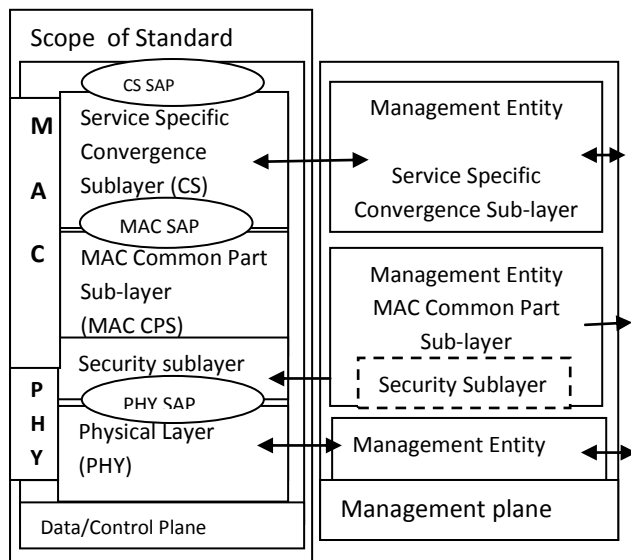 Scope of Standard
CS SAP
M
A
C
Service Specific
Convergence
Sublayer (CS)
MAC SAP
MAC Common Part
Sub-layer
(MAC CPS)
Security sublayer
P
H
Y
PHY SAP
Physical Layer
(PHY)
Data/Control Plane
Management Entity
Service Specific
Convergence Sub-layer
Management Entity
MAC Common Part
Sub-layer
Security Sublayer
Management Entity
Management plane